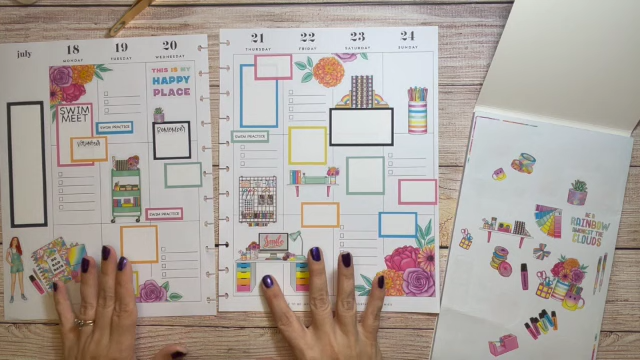 july
18
MONDAY
19
TUESDAY
20
WEDNESDAY
THIS IS MY
HAPPY
PLACE
SWIM
MEET
SWIM PRACTICE
SWIM PRACTICE
21
THURSDAY
22
FRIDAY
23
SATURDAY
24
SUNDAY
SWIM PRACTICE
Smile
BE A
RAINBOW
AMONGST THE
CLOUDS